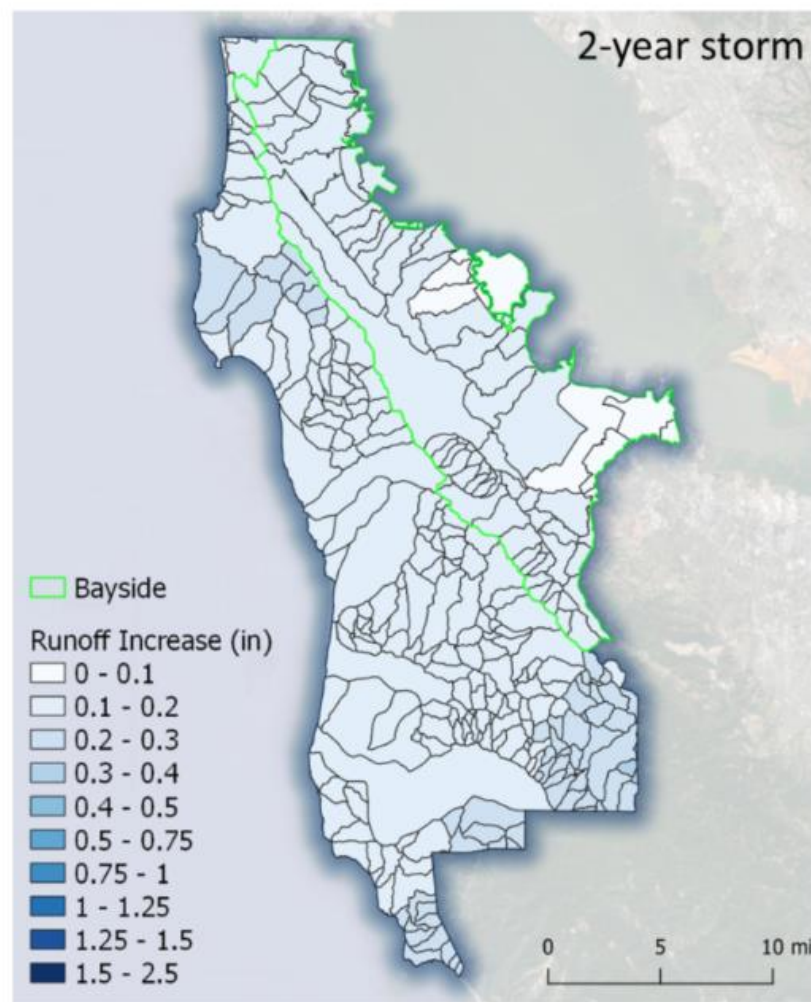 2-year storm
Bayside
Runoff Increase (in)
0 - 0.1
0.1 - 0.2
0.2 - 0.3
0.3 - 0.4
0.4 - 0.5
0.5 - 0.75
0.75 - 1
1 - 1.25
1.25 - 1.5
1.5 - 2.5
0 5 10 mi